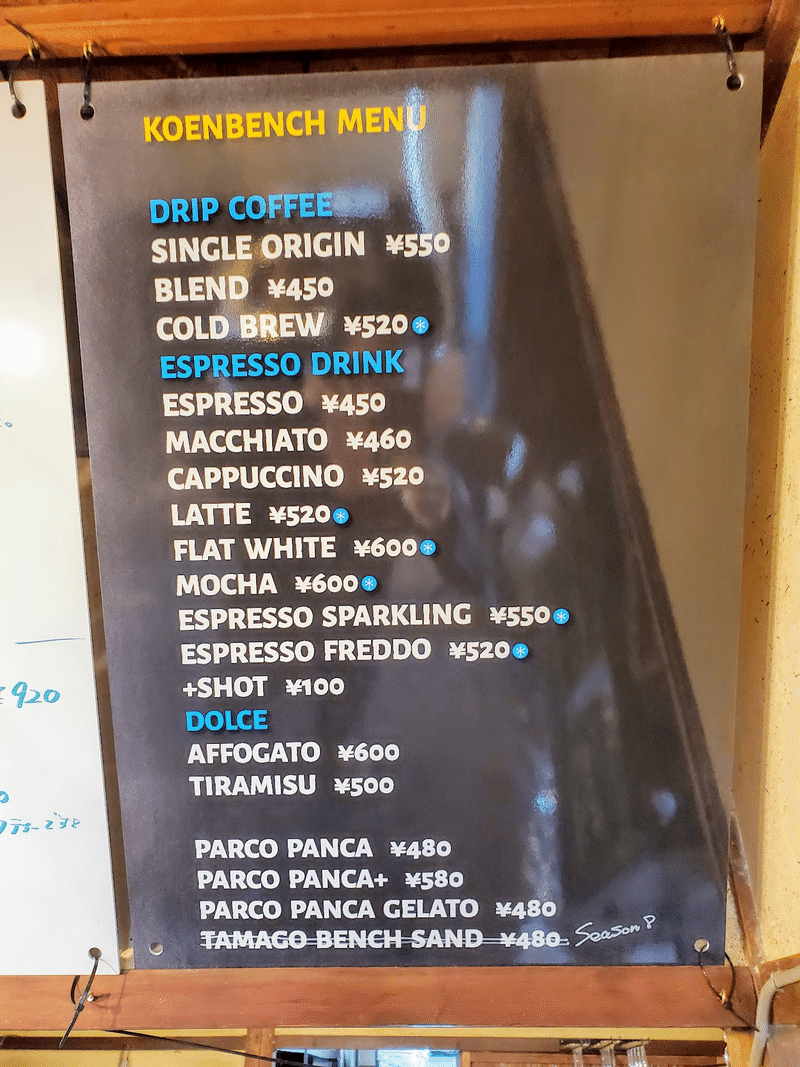 KOENBENCH MENU
DRIP COFFEE
SINGLE ORIGIN ¥550
BLEND ¥450
COLD BREW ¥520
ESPRESSO DRINK
ESPRESSO ¥450
MACCHIATO ¥460
CAPPUCCINO ¥520
LATTE ¥520
FLAT WHITE ¥600
MOCHA ¥600
ESPRESSO SPARKLING ¥550
ESPRESSO FREDDO ¥520
+SHOT ¥100
DOLCE
AFFOGATO ¥600
TIRAMISU ¥500
PARCO PANCA ¥480
PARCO PANCA+ ¥580
PARCO PANCA GELATO ¥480
TAMAGO BENCH SAND ¥480 Season
920